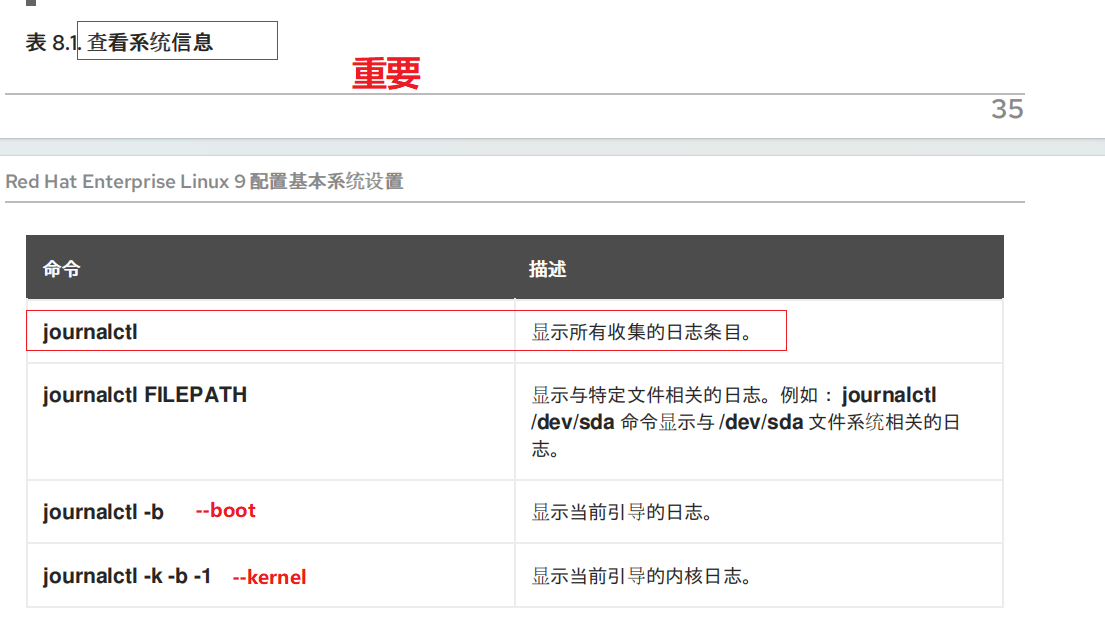 表 8.1. 查看系统信息
重要
35
Red Hat Enterprise Linux 9 配置基本系统设置
命令 描述
journalctl 显示所有收集的日志条目。
journalctl FILEPATH 显示与特定文件相关的日志。例如：journalctl
/dev/sda 命令显示与 /dev/sda 文件系统相关的日
志。
journalctl -b --boot 显示当前引导的日志。
journalctl -k -b -1 --kernel 显示当前引导的内核日志。